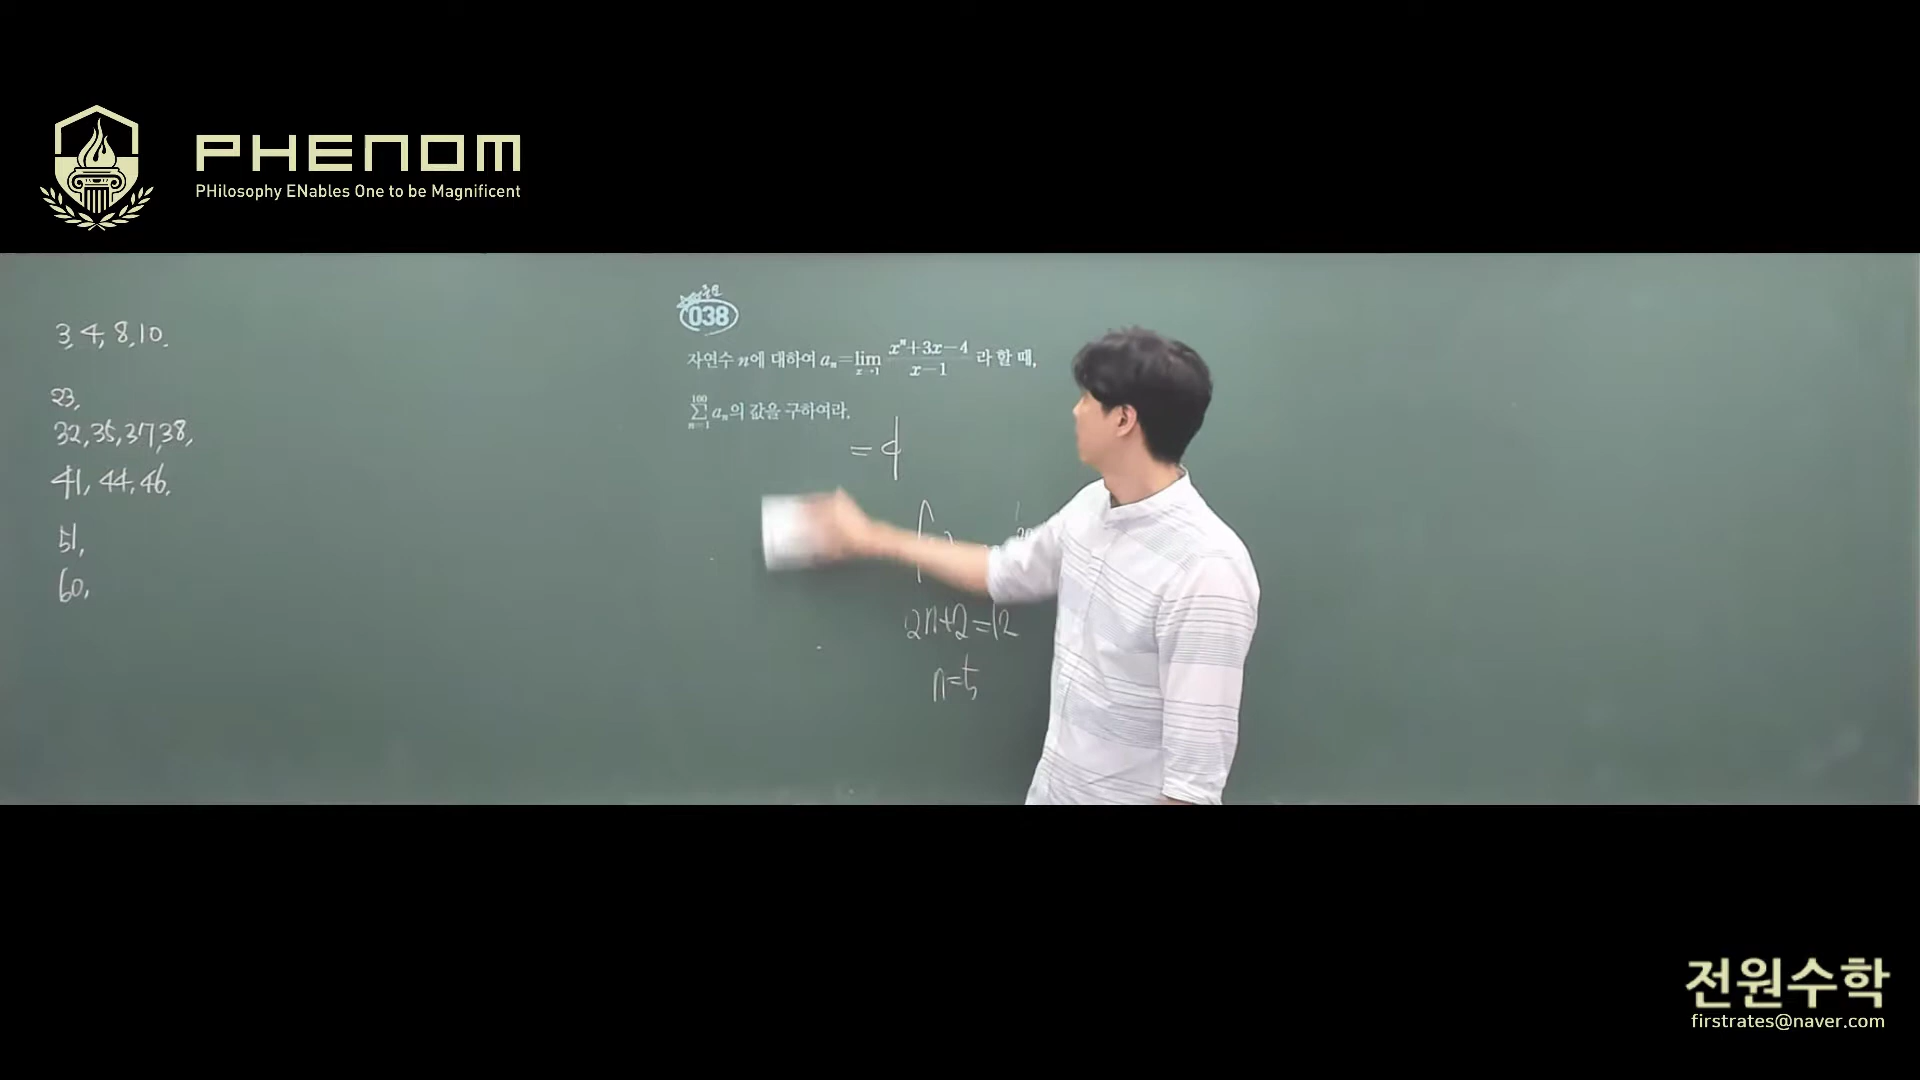 PHENOM
PHilosophy ENables One to be Magnificent
3, 4, 8, 10,
23,
32, 35, 37, 38,
41, 44, 46,
51,
60,
038
자연수 n에 대하여 aₙ=lim x→1 (xⁿ+3x−4)/(x−1) 라 할 때,
∑ n=1 100 aₙ의 값을 구하여라.
= 4
2n+2=12
n=5
전원수학
firstrates@naver.com